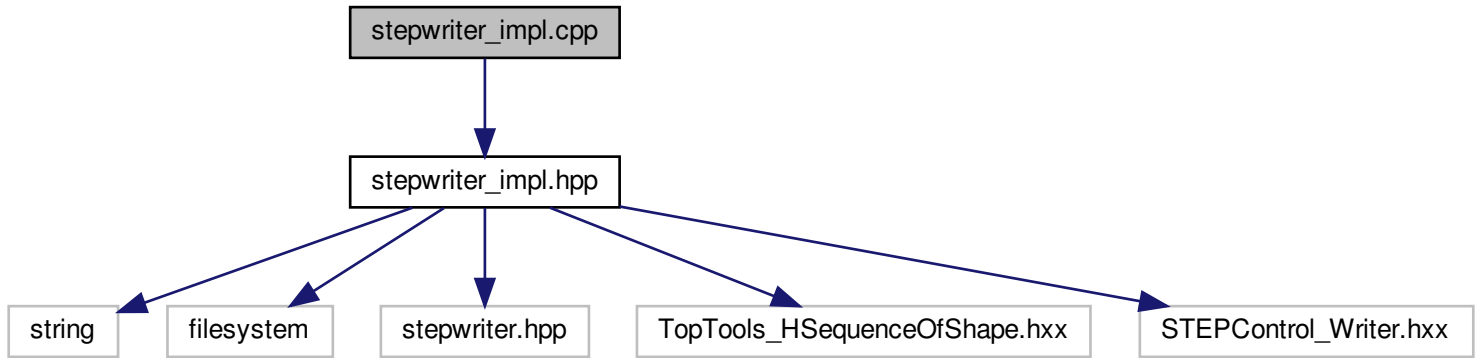 stepwriter_impl.cpp
stepwriter_impl.hpp
string
filesystem
stepwriter.hpp
TopTools_HSequenceOfShape.hxx
STEPControl_Writer.hxx